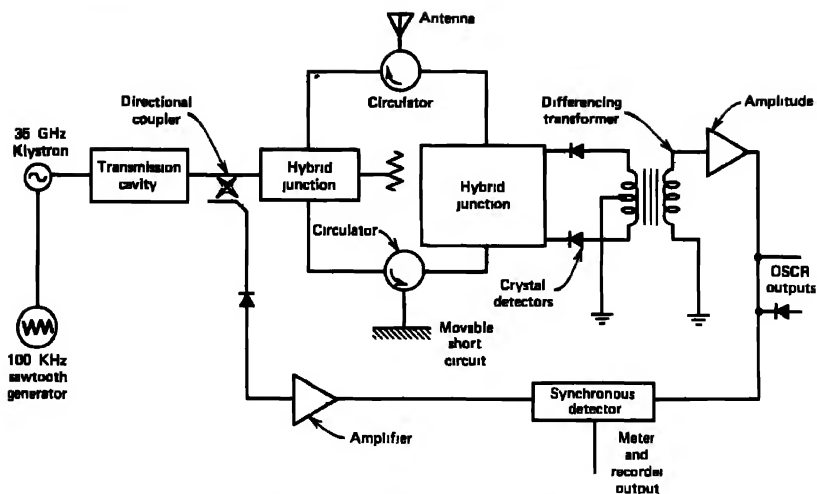 Antenna
Circulator
Directional
coupler
Differencing
transformer
Amplitude
35 GHz
Klystron
Transmission
cavity
Hybrid
junction
Hybrid
junction
Circulator
Crystal
detectors
OSCR
outputs
100 KHz
sawtooth
generator
Movable
short
circuit
Synchronous
detector
Amplifier
Meter
and
recorder
output